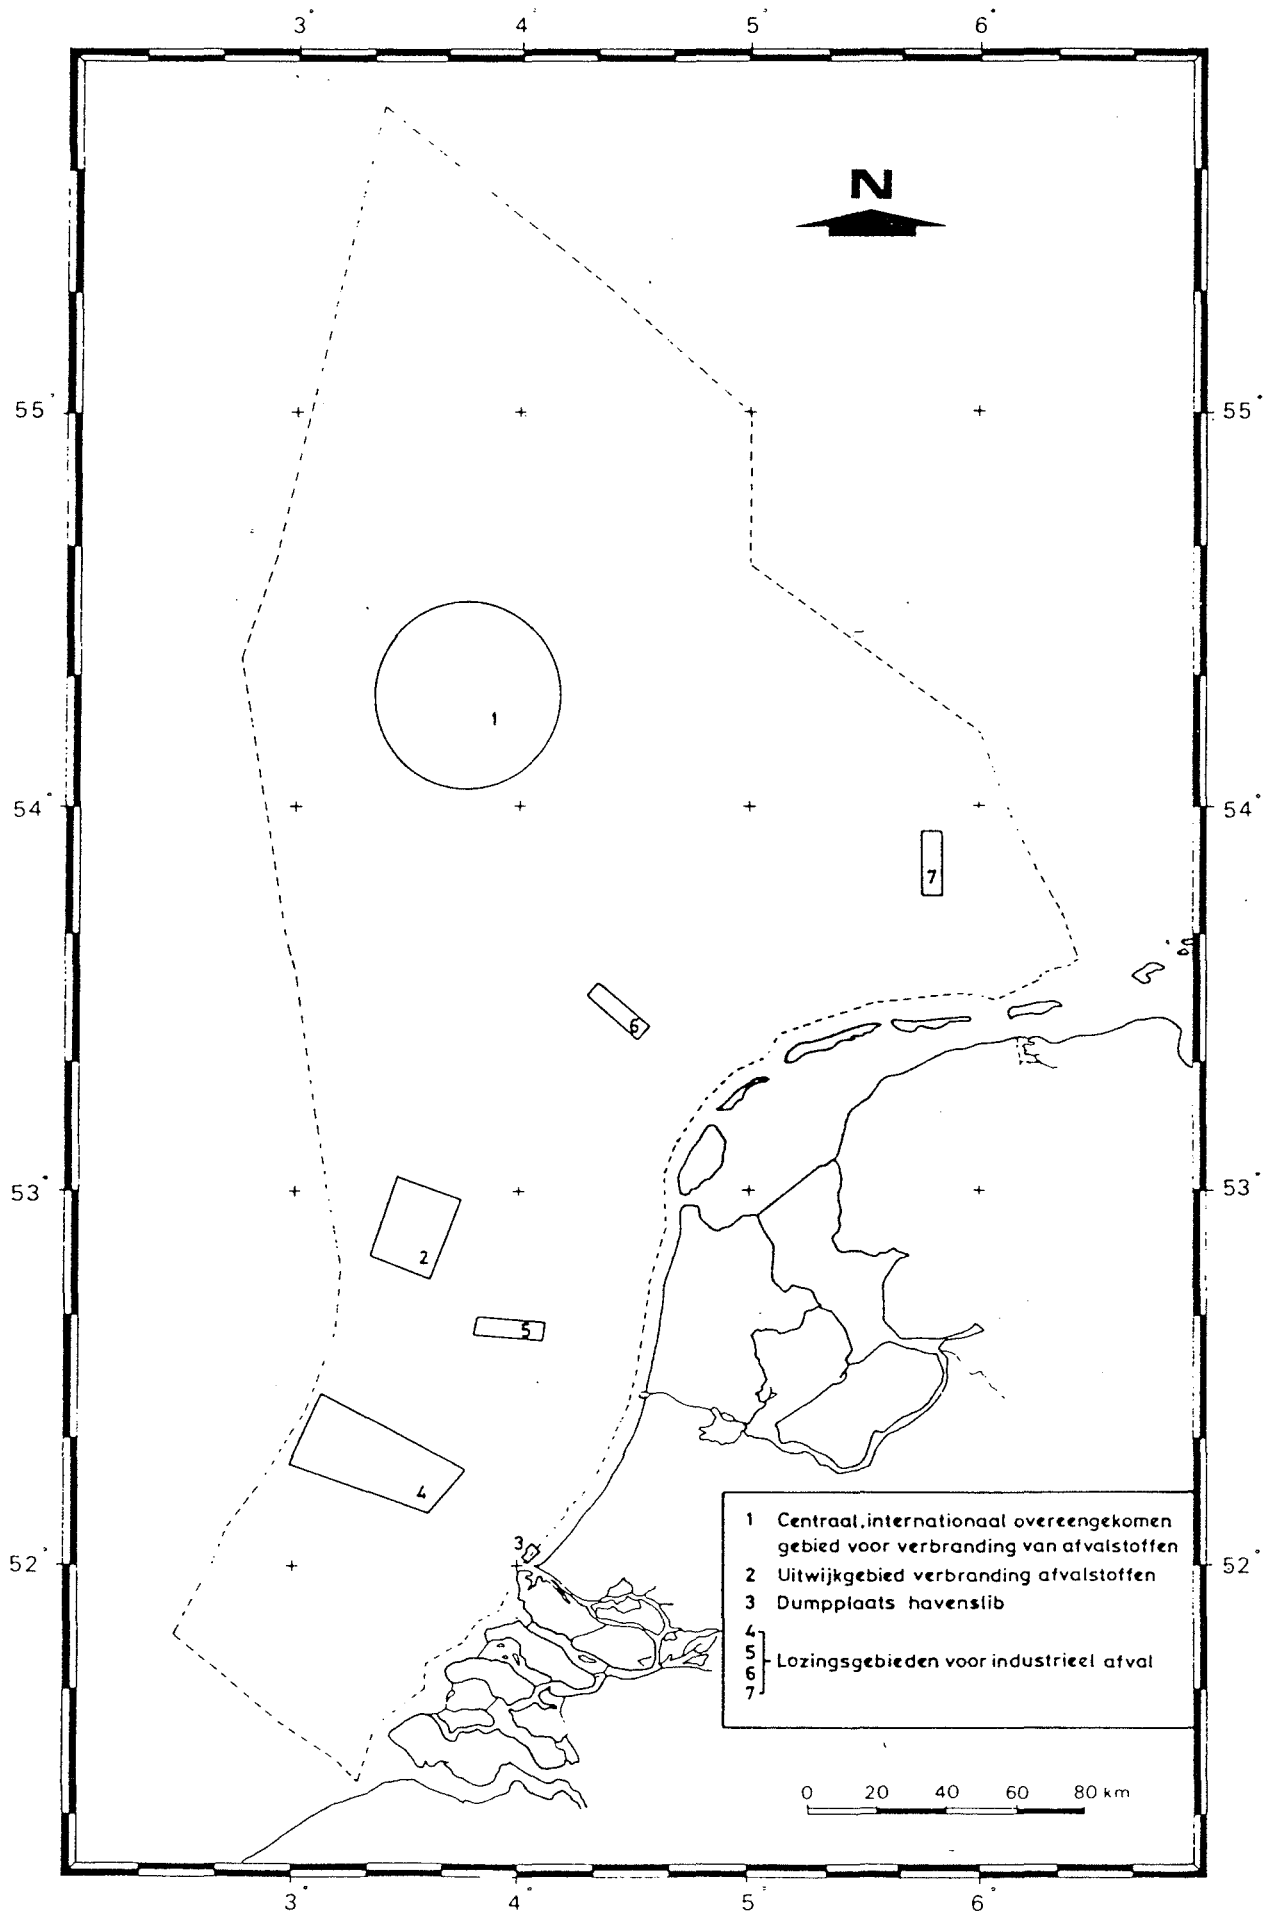 3° 4° 5° 6°
N
55° 55°
1
54° 54°
7
6
53° 53°
2
5
4
3
52° 52°
1 Centraal, internationaal overeengekomen
gebied voor verbranding van afvalstoffen
2 Uitwijkgebied verbranding afvalstoffen
3 Dumpplaats havenslib
4
5
Lozingsgebieden voor industrieel afval
6
7
0 20 40 60 80 km
3° 4° 5° 6°